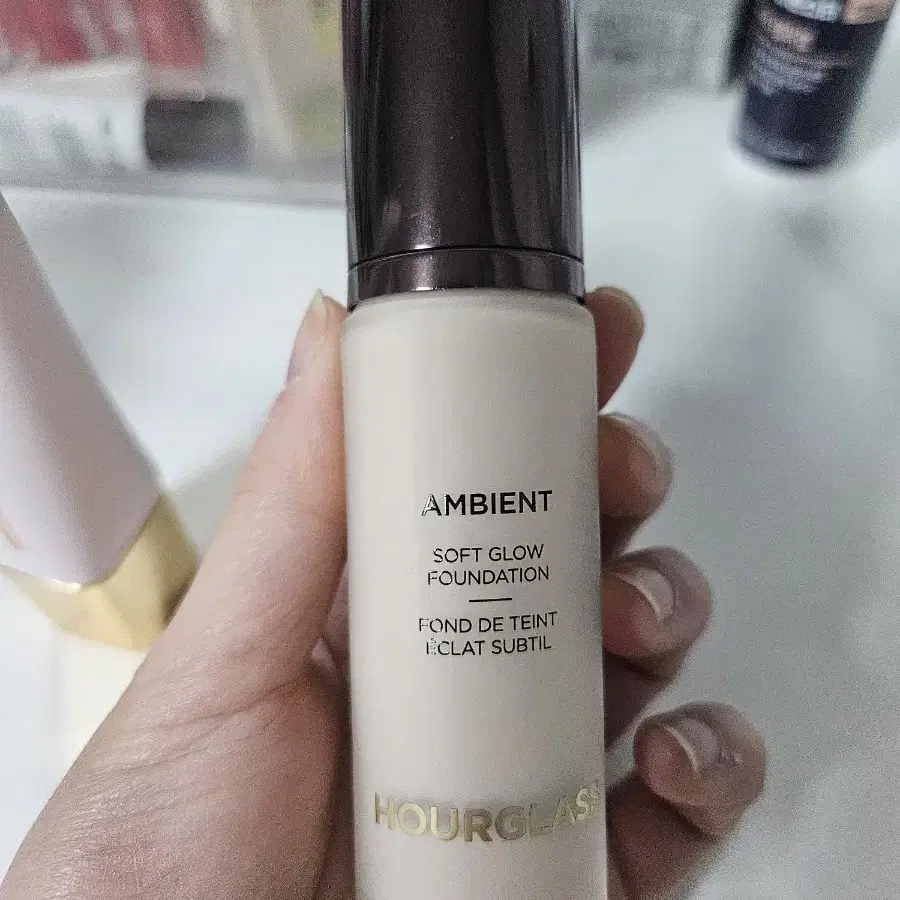 AMBIENT
SOFT GLOW
FOUNDATION
FOND DE TEINT
ÉCLAT SUBTIL
HOURGLASS